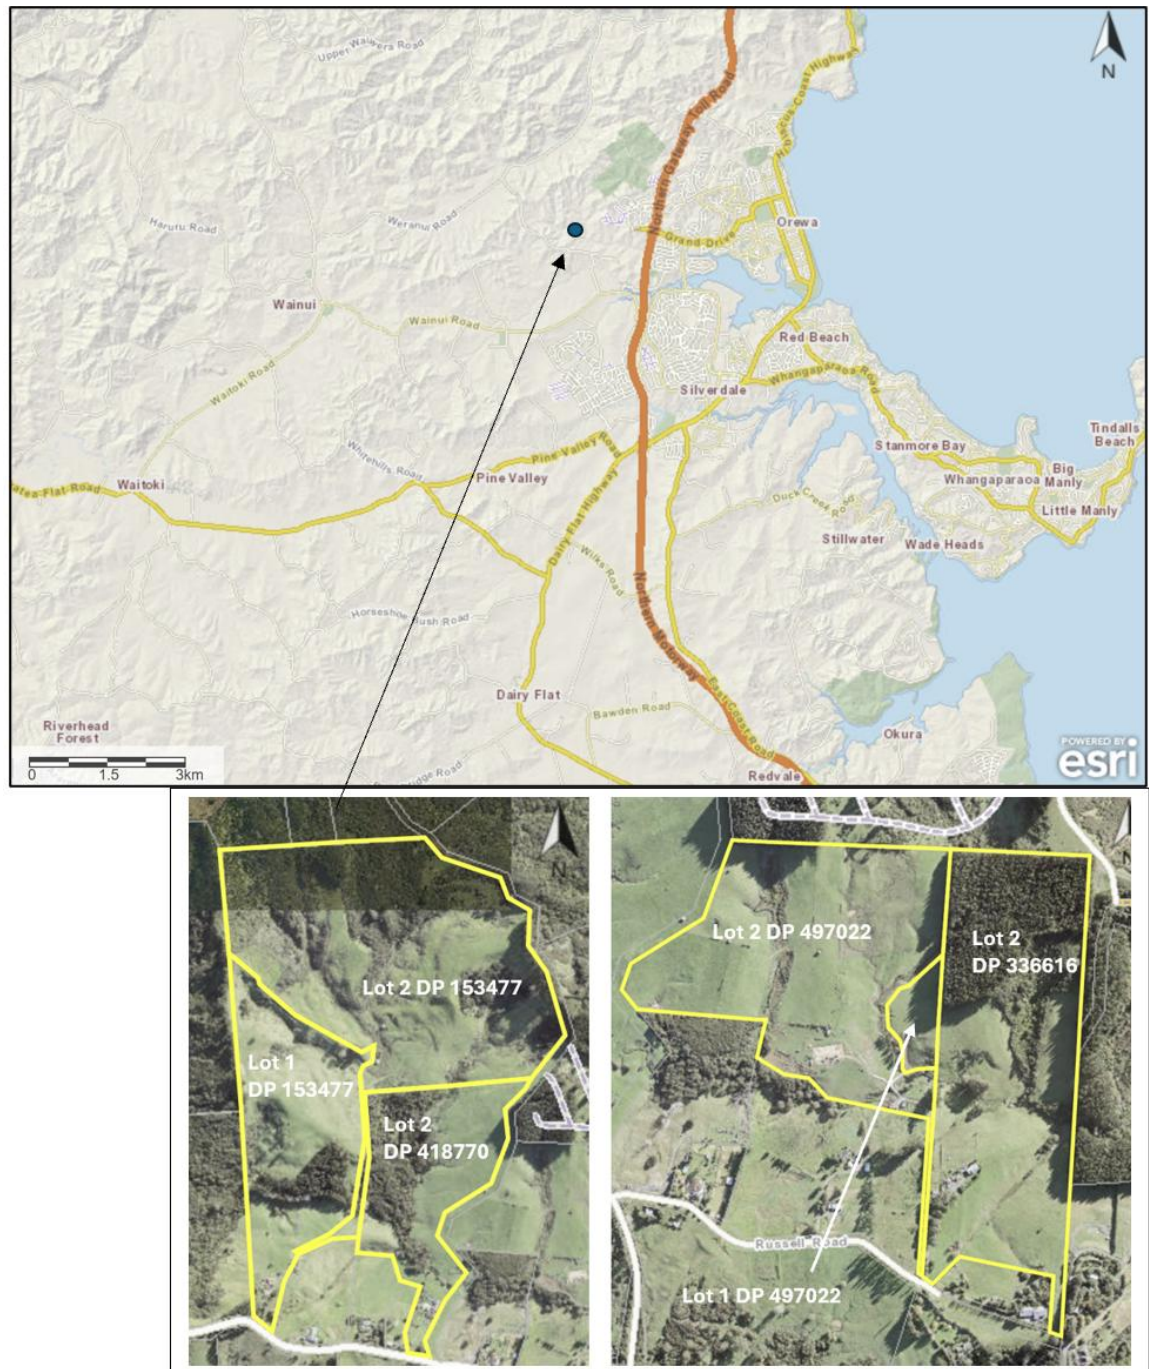 Upper Waiwera Road
N
Northern Gateway Toll Road
Hibiscus Coast Highway
Haruru Road
Weranui Road
Orewa
Grand Drive
Wainui
Wainui Road
Red Beach
Waitoki Road
Silverdale
Whangaparaoa Road
Tindalls
Beach
Stanmore Bay
Whitehills Road
Pine Valley Road
Big
Manly
Whangaparaoa
Pine Valley
afea-Flat-Road
Waitoki
Duck Creek Road
Little Manly
Dairy Flat Highway
Stillwater
Wade Heads
Wilks Road
Horseshoe Bush Road
Northern Motorway
Dairy Flat
East Coast Road
Bawden Road
Riverhead
Forest
Okura
POWERED BY
esri
0 1.5 3km
ridge Road
Redvale
N
Lot 2 DP 153477
Lot 1
DP 153477
Lot 2
DP 418770
N
Lot 2 DP 497022
Lot 2
DP 336616
Russell Road
Lot 1 DP 497022